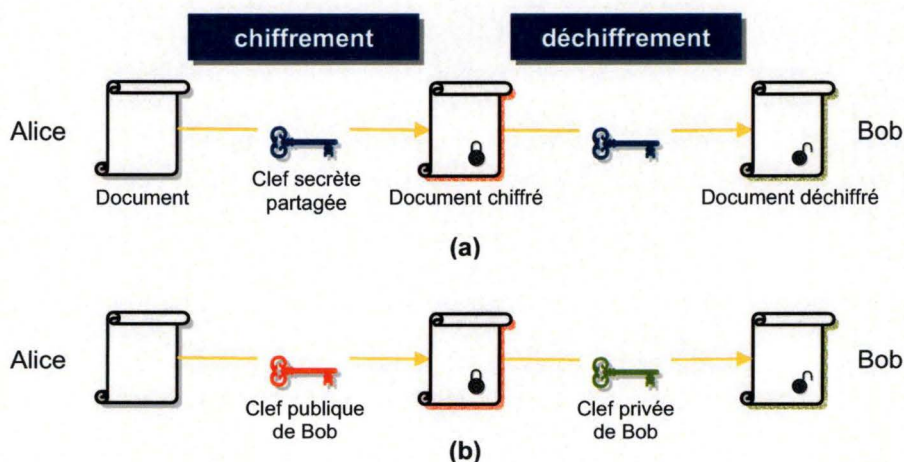 chiffrement déchiffrement
Alice Bob
Document
Clef secrète
partagée
Document chiffré
Document déchiffré
(a)
Alice Bob
Clef publique
de Bob
Clef privée
de Bob
(b)